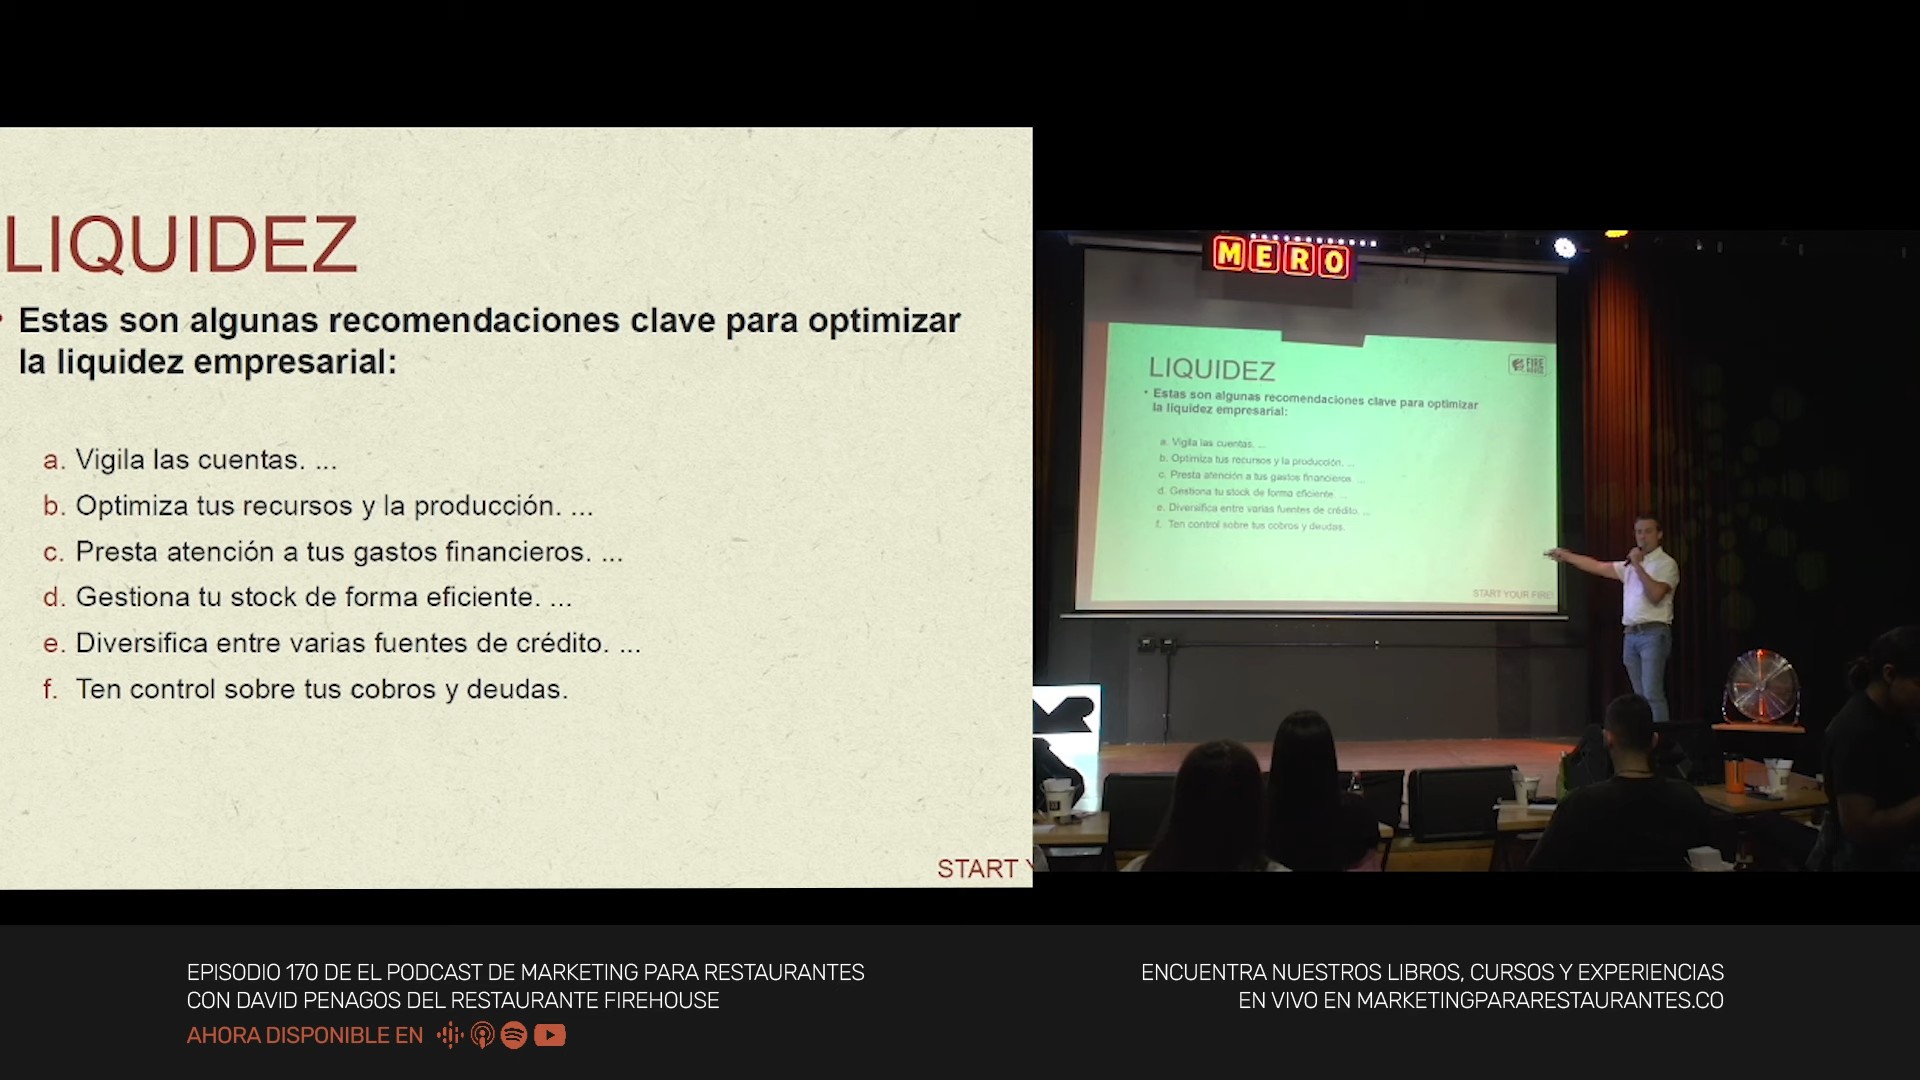 LIQUIDEZ
Estas son algunas recomendaciones clave para optimizar
la liquidez empresarial:
a. Vigila las cuentas. ...
b. Optimiza tus recursos y la producción. ...
c. Presta atención a tus gastos financieros. ...
d. Gestiona tu stock de forma eficiente. ...
e. Diversifica entre varias fuentes de crédito. ...
f. Ten control sobre tus cobros y deudas.
START
MERO
FIRE
HOUSE
LIQUIDEZ
• Estas son algunas recomendaciones clave para optimizar
la liquidez empresarial:
a. Vigila las cuentas. ...
b. Optimiza tus recursos y la producción. ...
c. Presta atención a tus gastos financieros. ...
d. Gestiona tu stock de forma eficiente. ...
e. Diversifica entre varias fuentes de crédito. ...
f. Ten control sobre tus cobros y deudas.
START YOUR FIRE!
EPISODIO 170 DE EL PODCAST DE MARKETING PARA RESTAURANTES
CON DAVID PENAGOS DEL RESTAURANTE FIREHOUSE
AHORA DISPONIBLE EN
ENCUENTRA NUESTROS LIBROS, CURSOS Y EXPERIENCIAS
EN VIVO EN MARKETINGPARARESTAURANTES.CO